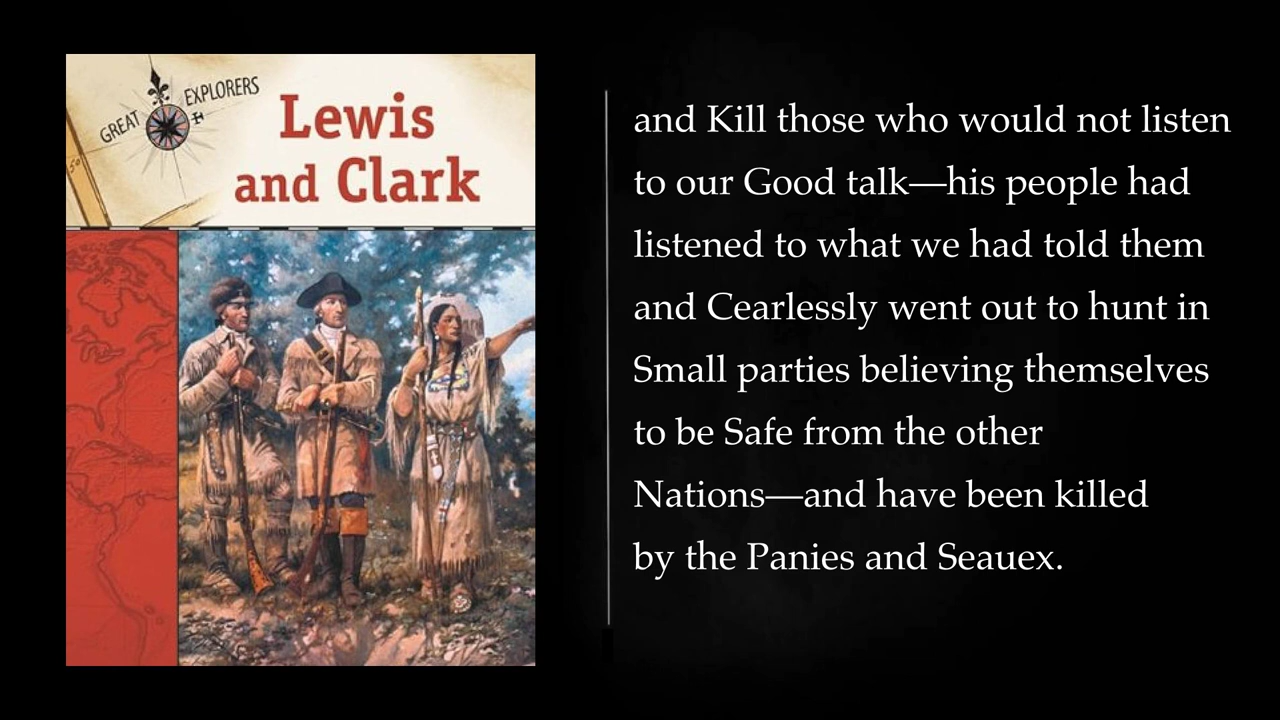 GREAT EXPLORERS
E
50
Lewis
and Clark
and Kill those who would not listen
to our Good talk—his people had
listened to what we had told them
and Cearlessly went out to hunt in
Small parties believing themselves
to be Safe from the other
Nations—and have been killed
by the Panies and Seauex.